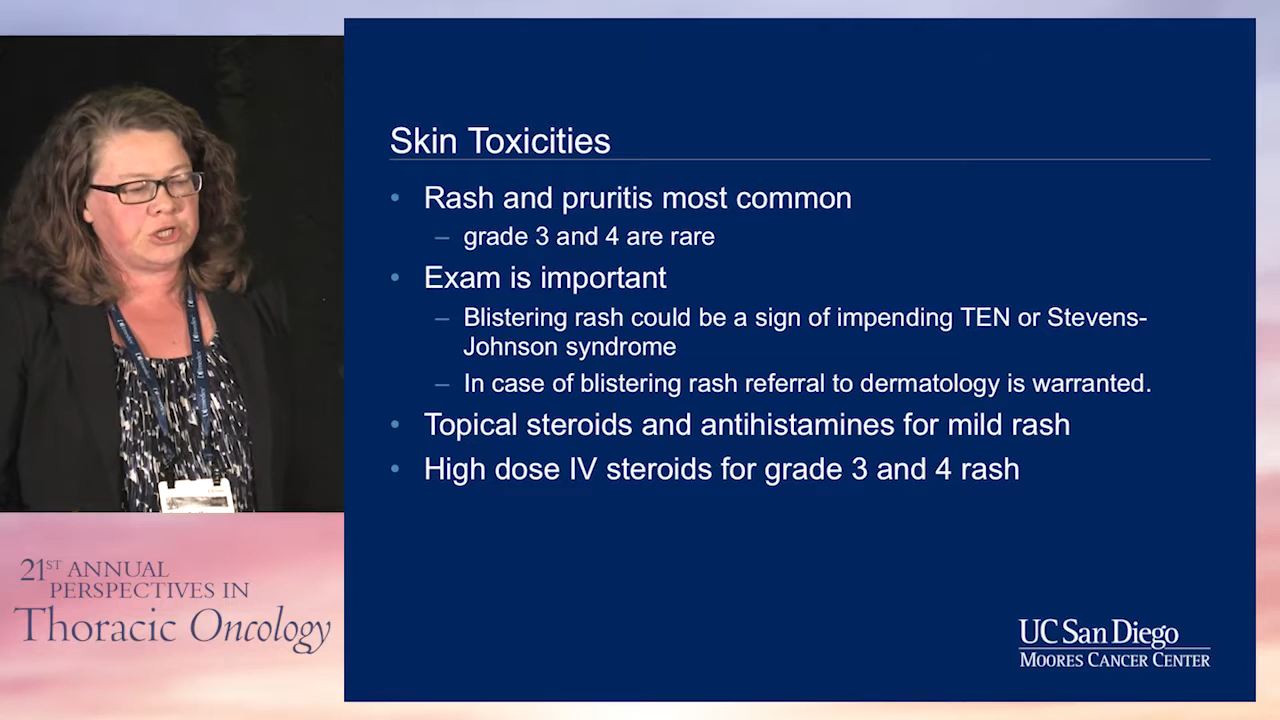 Skin Toxicities
• Rash and pruritis most common
– grade 3 and 4 are rare
• Exam is important
– Blistering rash could be a sign of impending TEN or Stevens-
Johnson syndrome
– In case of blistering rash referral to dermatology is warranted.
• Topical steroids and antihistamines for mild rash
• High dose IV steroids for grade 3 and 4 rash
21ST ANNUAL
PERSPECTIVES IN
Thoracic Oncology
UC San Diego
MOORES CANCER CENTER